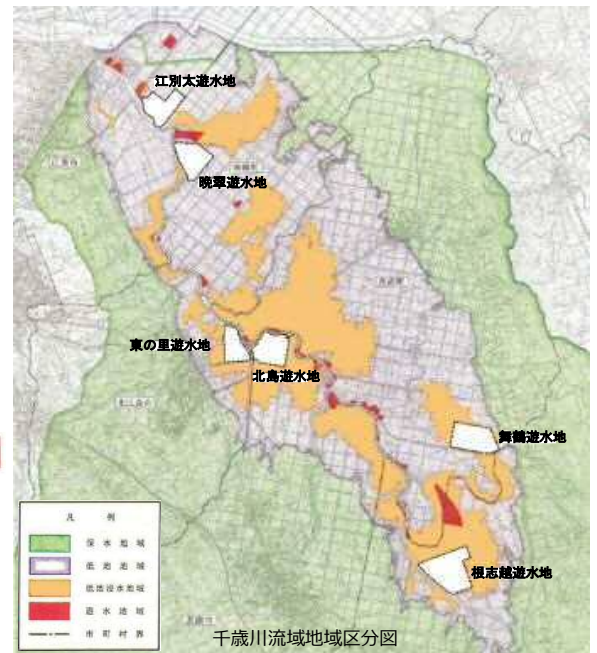 江別太遊水地
晩翠遊水地
東の里遊水地
北島遊水地
舞鶴遊水地
根志越遊水地
凡例
保水地域
低地地域
低地浸水地域
遊水地域
市町村界
千歳川流域地域区分図